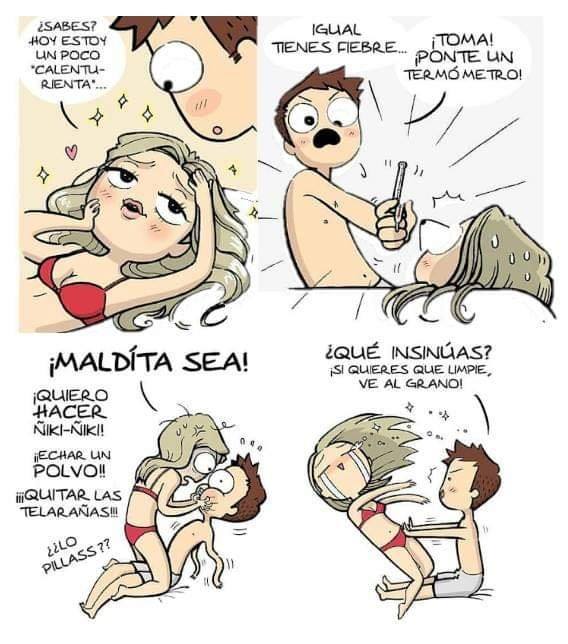 ¿SABES?
HOY ESTOY
UN POCO
"CALENTU-
RIENTA"...
IGUAL
TIENES FIEBRE...
¡TOMA!
¡PONTE UN
TERMÓMETRO!
¡MALDÍTA SEA!
¡QUIERO
HACER
ÑIKI-ÑIKI!
¡¡ECHAR UN
POLVO!!
¡¡¡QUITAR LAS
TELARAÑAS!!!
¿¿LO
PILLASS??
¿QUÉ INSINÚAS?
¡SI QUIERES QUE LIMPIE,
VE AL GRANO!